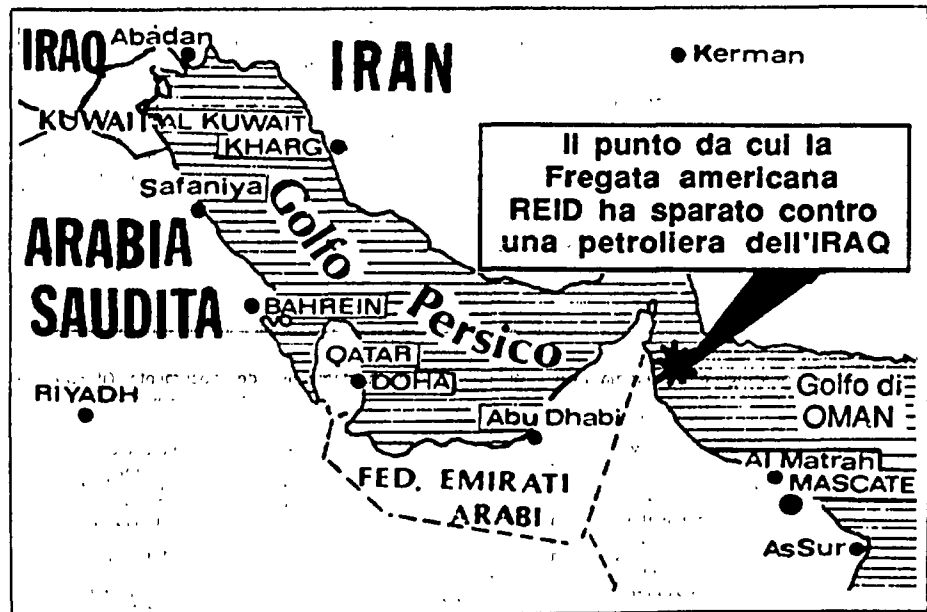 IRAQ
Abadan
IRAN
Kerman
KUWAIT
AL KUWAIT
KHARG
Il punto da cui la
Fregata americana
REID ha sparato contro
una petroliera dell'IRAQ
Safaniya
Golfo
Persico
ARABIA
SAUDITA
BAHREIN
QATAR
DOHA
RIYADH
Abu Dhabi
Golfo di
OMAN
Al Matrah
MASCATE
FED. EMIRATI
ARABI
AsSur